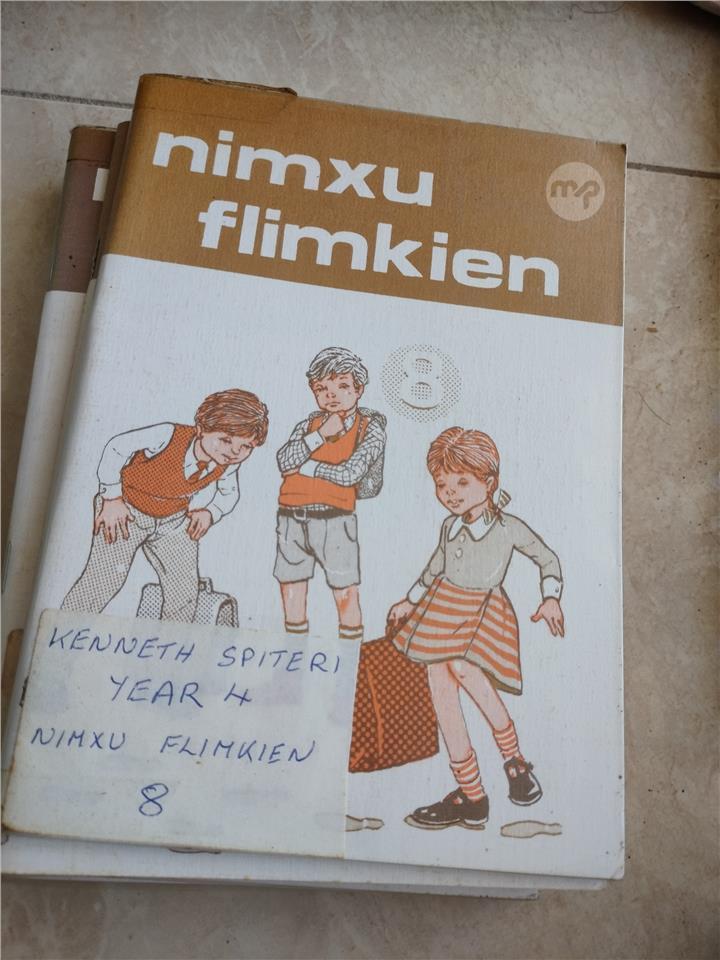 nimxu
flimkien
mp
8
KENNETH SPITERI
YEAR 4
NIMXU FLIMKIEN
8